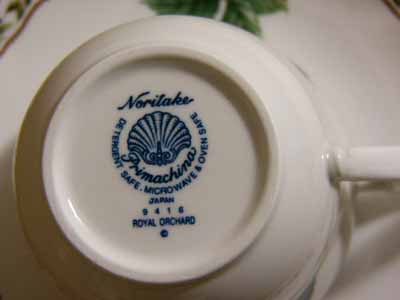 Noritake
Primachina
DETERGENT SAFE, MICROWAVE & OVEN SAFE
JAPAN
9416
ROYAL ORCHARD
©